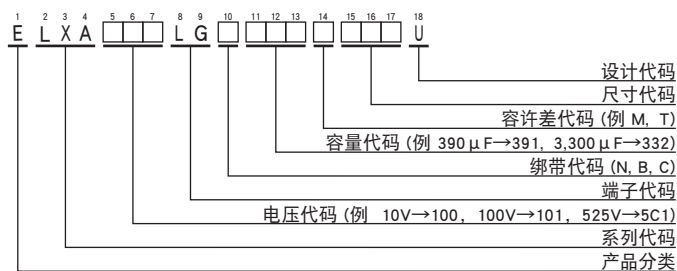 1 2 3 4 5 6 7 8 9 10 11 12 13 14 15 16 17 18
E L X A □□□ L G □ □□□ □ □□□ U
设计代码
尺寸代码
容许差代码 (例 M, T)
容量代码 (例 390μF→391, 3,300μF→332)
绑带代码 (N, B, C)
端子代码
电压代码 (例 10V→100, 100V→101, 525V→5C1)
系列代码
产品分类